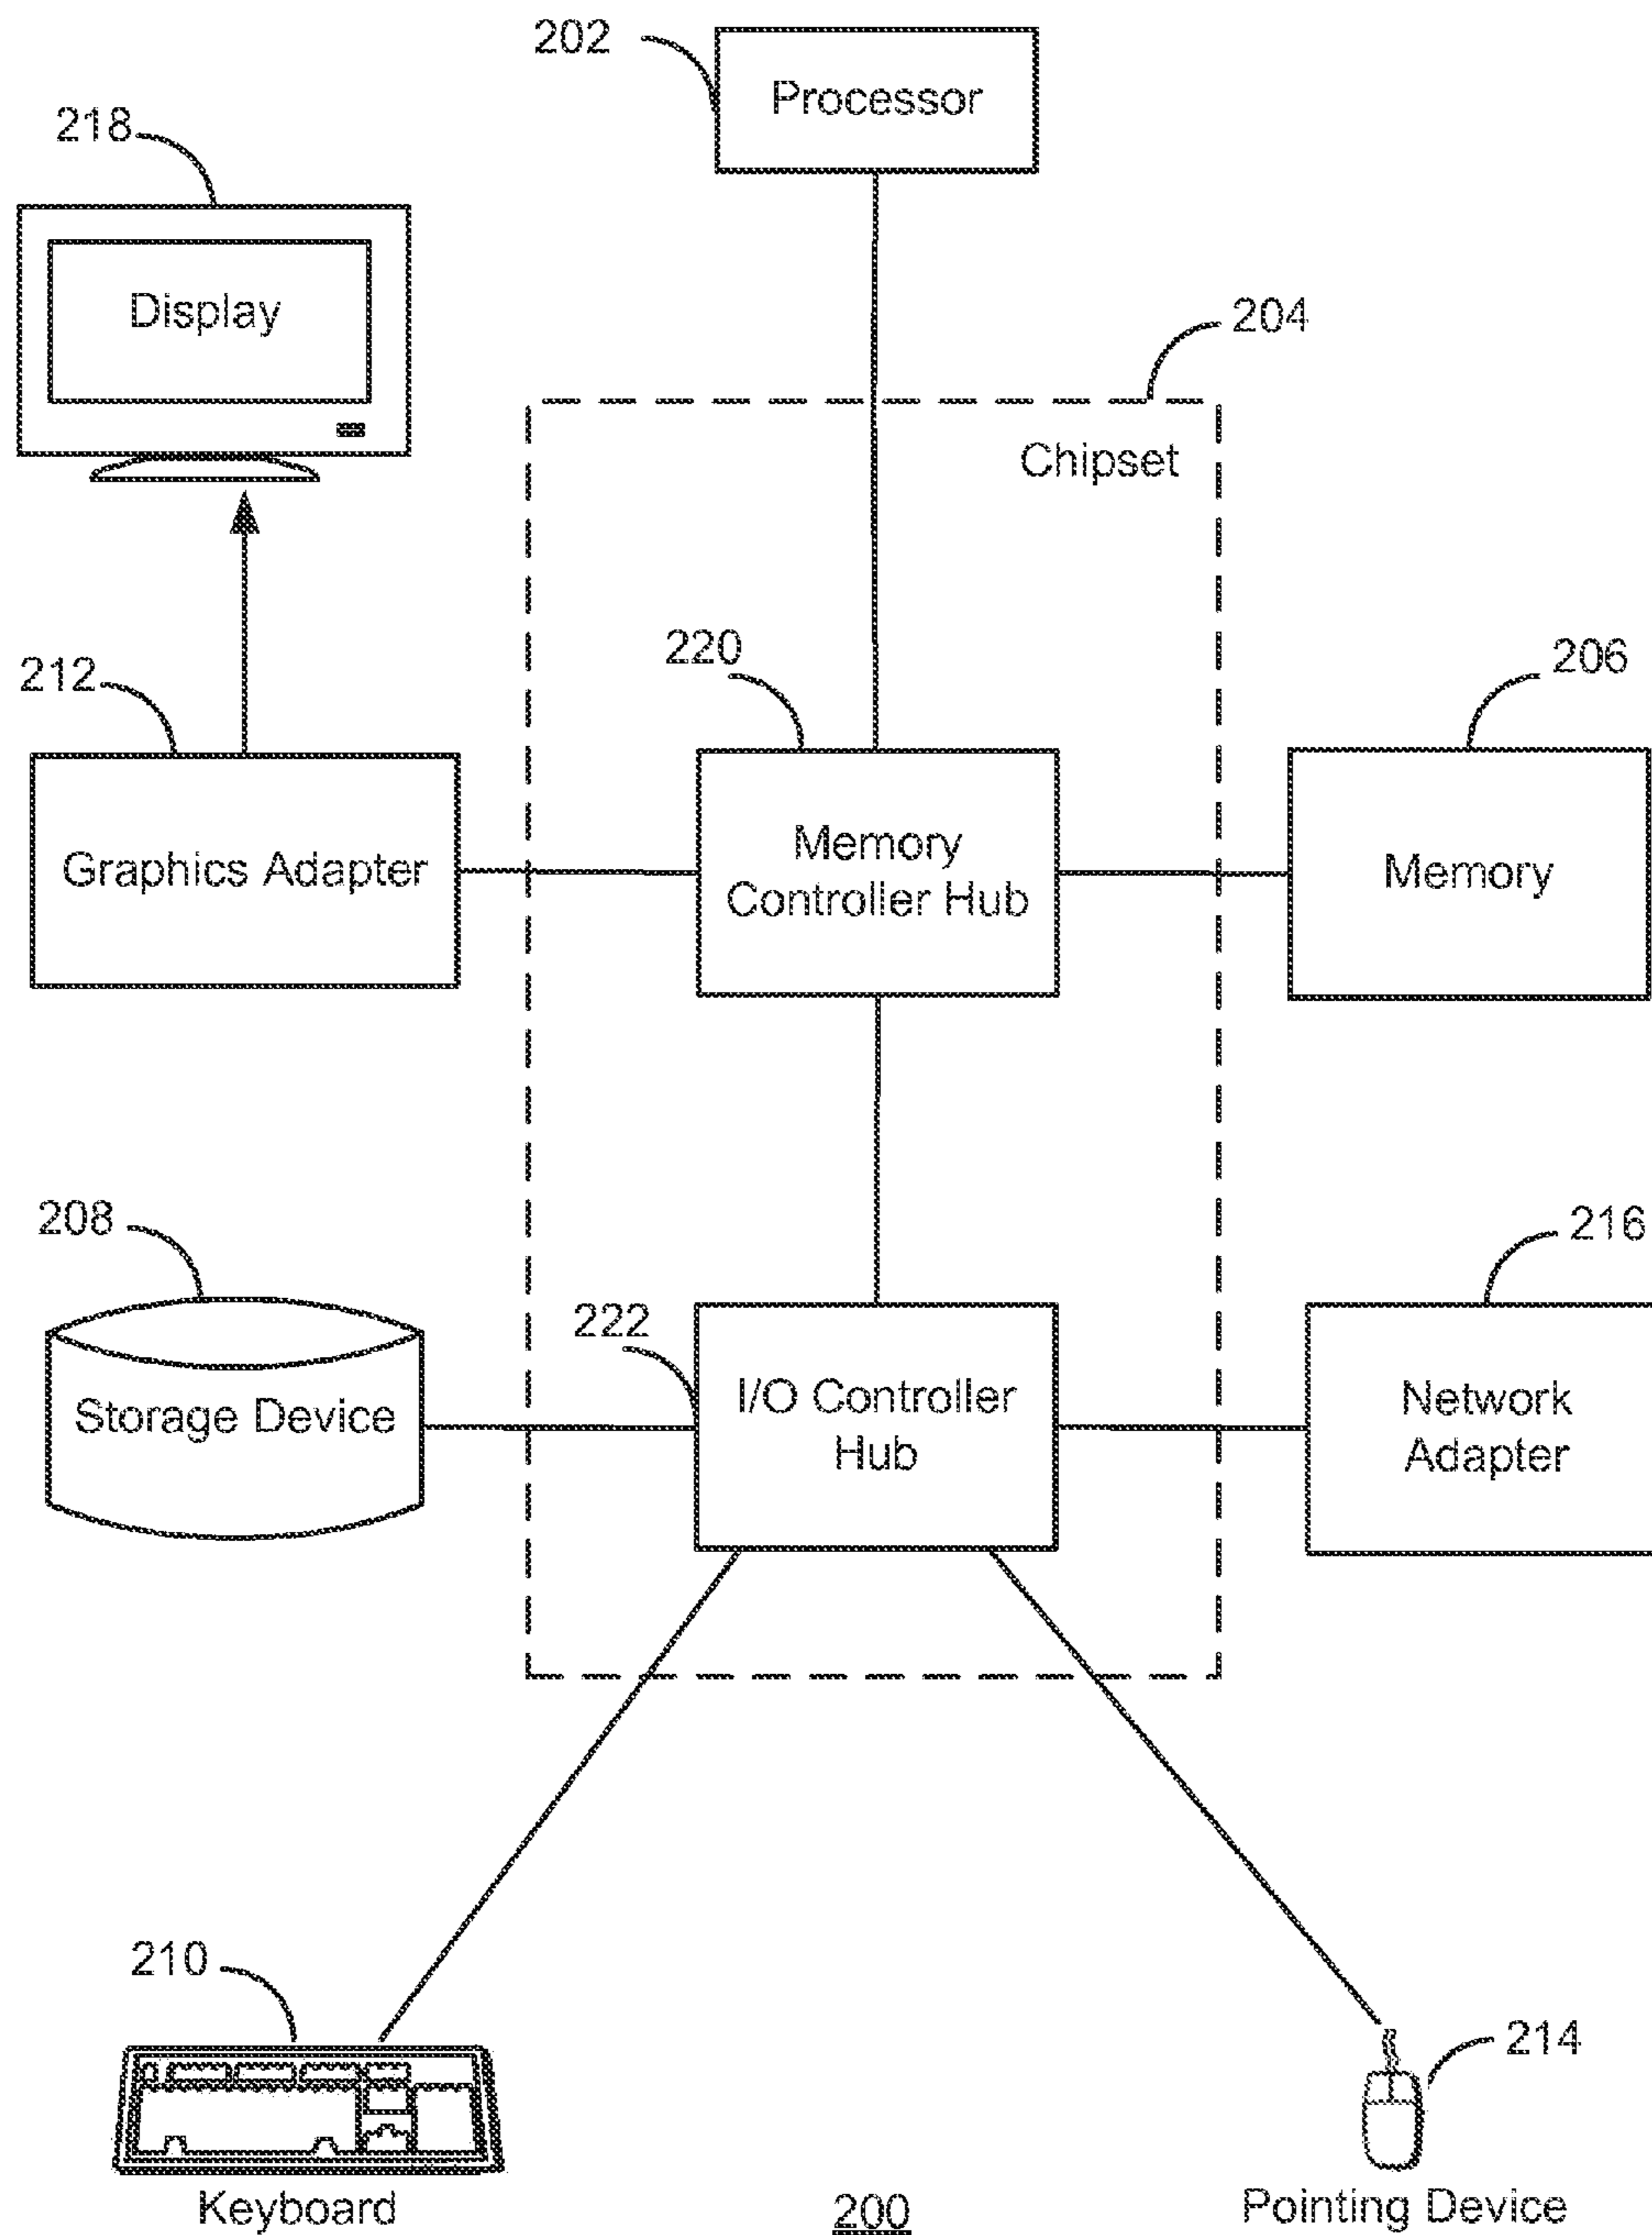 202
Processor
218
Display
204
Chipset
212
220
206
Graphics Adapter
Memory
Controller Hub
Memory
208
222
216
Storage Device
I/O Controller
Hub
Network
Adapter
210
214
Keyboard
200
Pointing Device